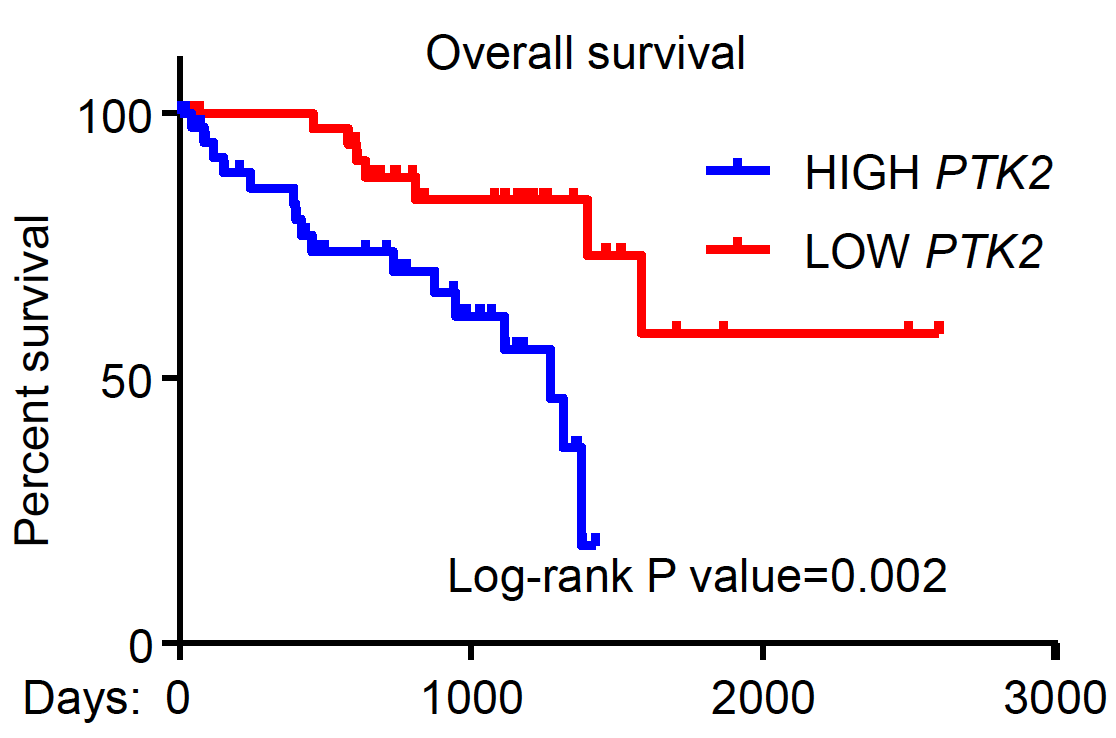 Overall survival
100
HIGH PTK2
LOW PTK2
Percent survival
50
Log-rank P value=0.002
0
Days: 0 1000 2000 3000